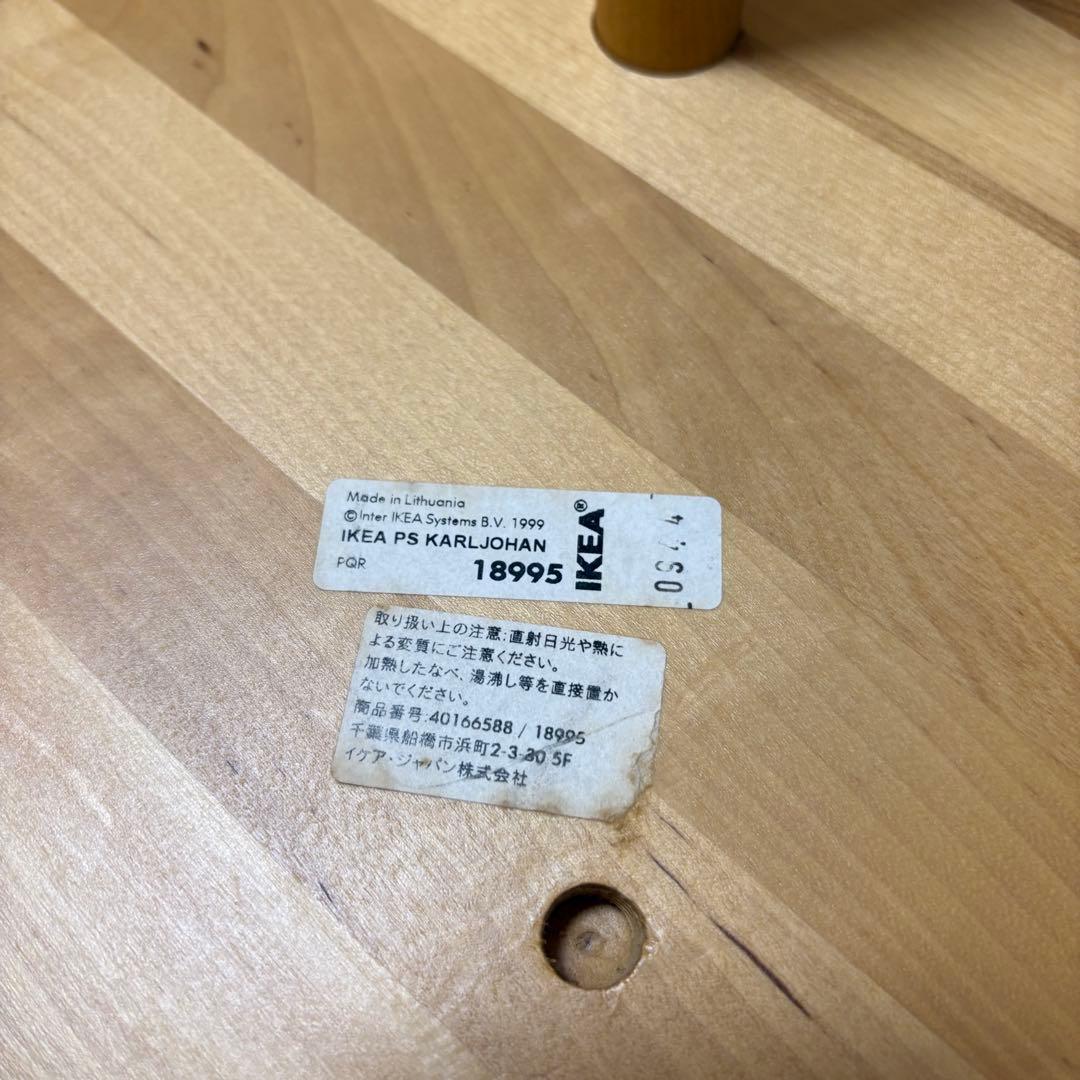 Made in Lithuania
©Inter IKEA Systems B.V. 1999
IKEA PS KARLJOHAN
PQR
18995
IKEA®
取り扱い上の注意:直射日光や熱に
よる変質にご注意ください。
加熱したなべ、湯沸し等を直接置か
ないでください。
商品番号:40166588 / 18995
千葉県船橋市浜町2-3-30 5F
イケア・ジャパン株式会社